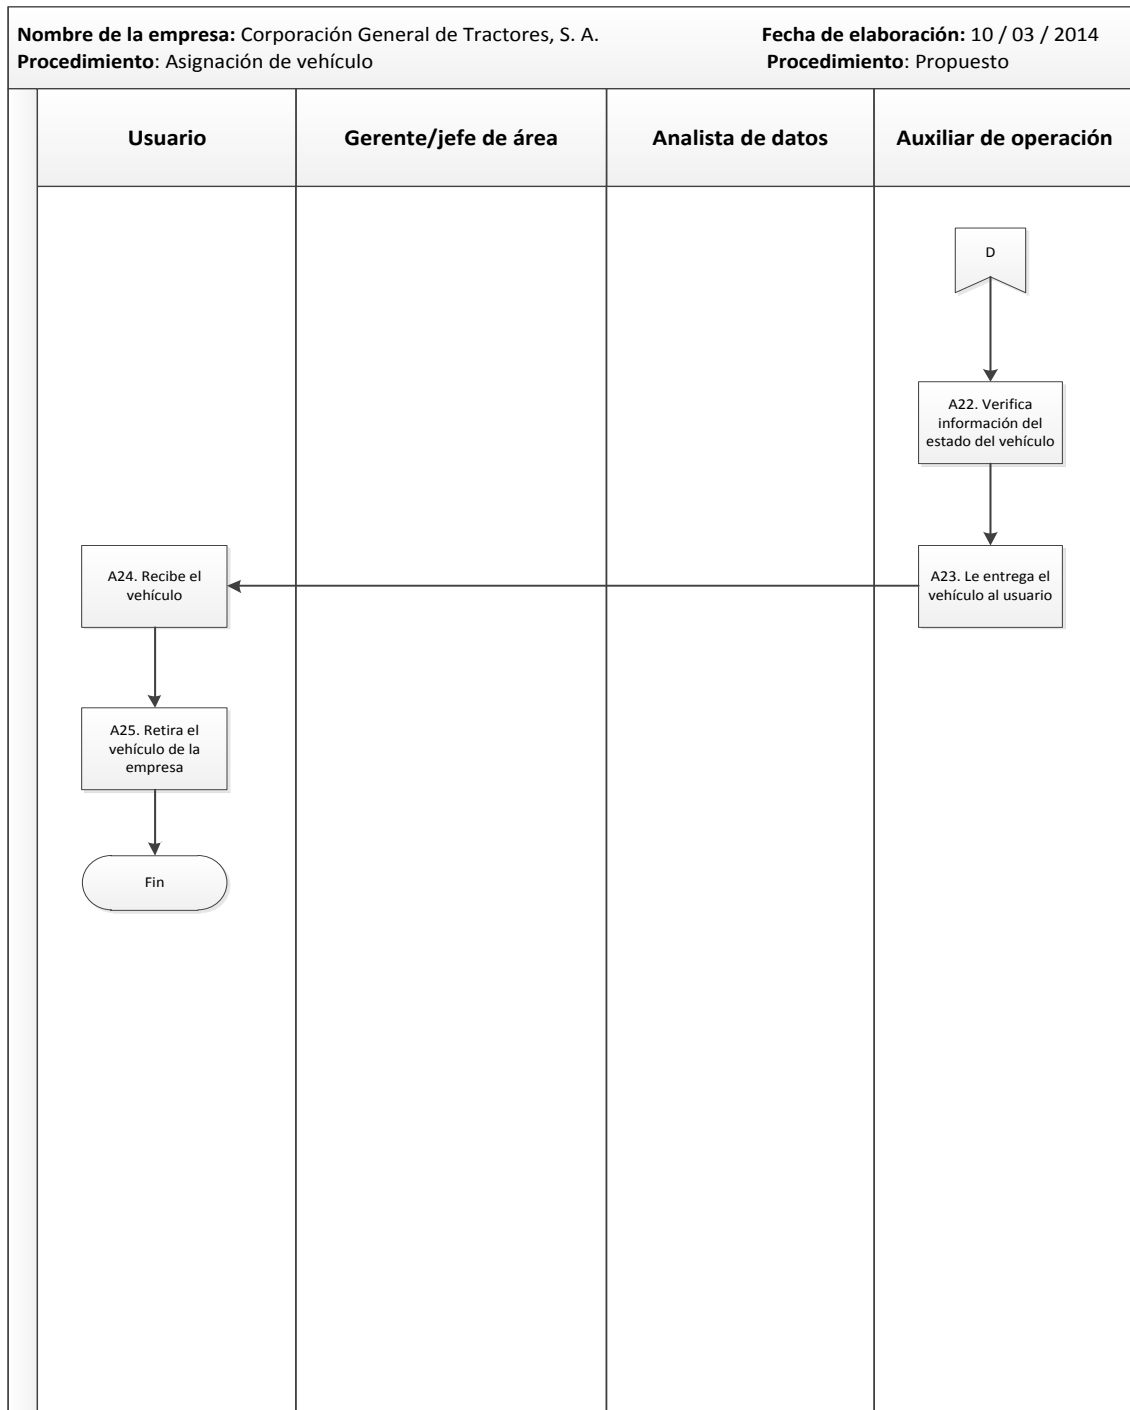 Nombre de la empresa: Corporación General de Tractores, S. A. Fecha de elaboración: 10 / 03 / 2014
Procedimiento: Asignación de vehículo Procedimiento: Propuesto
Usuario
Gerente/jefe de área
Analista de datos
Auxiliar de operación
D
A22. Verifica
información del
estado del vehículo
A23. Le entrega el
vehículo al usuario
A24. Recibe el
vehículo
A25. Retira el
vehículo de la
empresa
Fin